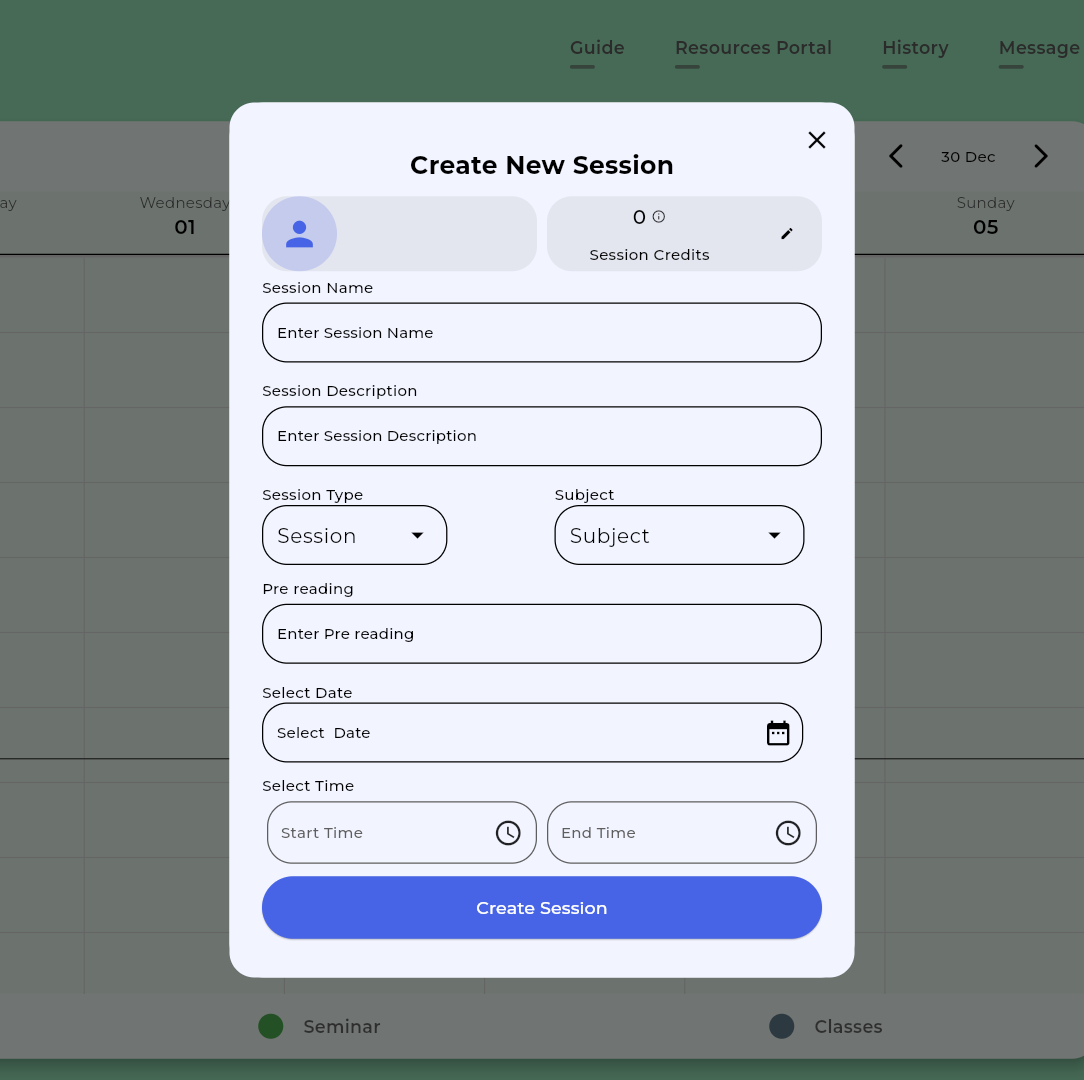 Guide Resources Portal History Message
30 Dec
ay Wednesday Sunday
01 05
Create New Session
0
Session Credits
Session Name
Enter Session Name
Session Description
Enter Session Description
Session Type Subject
Session Subject
Pre reading
Enter Pre reading
Select Date
Select  Date
Select Time
Start Time End Time
Create Session
Seminar Classes